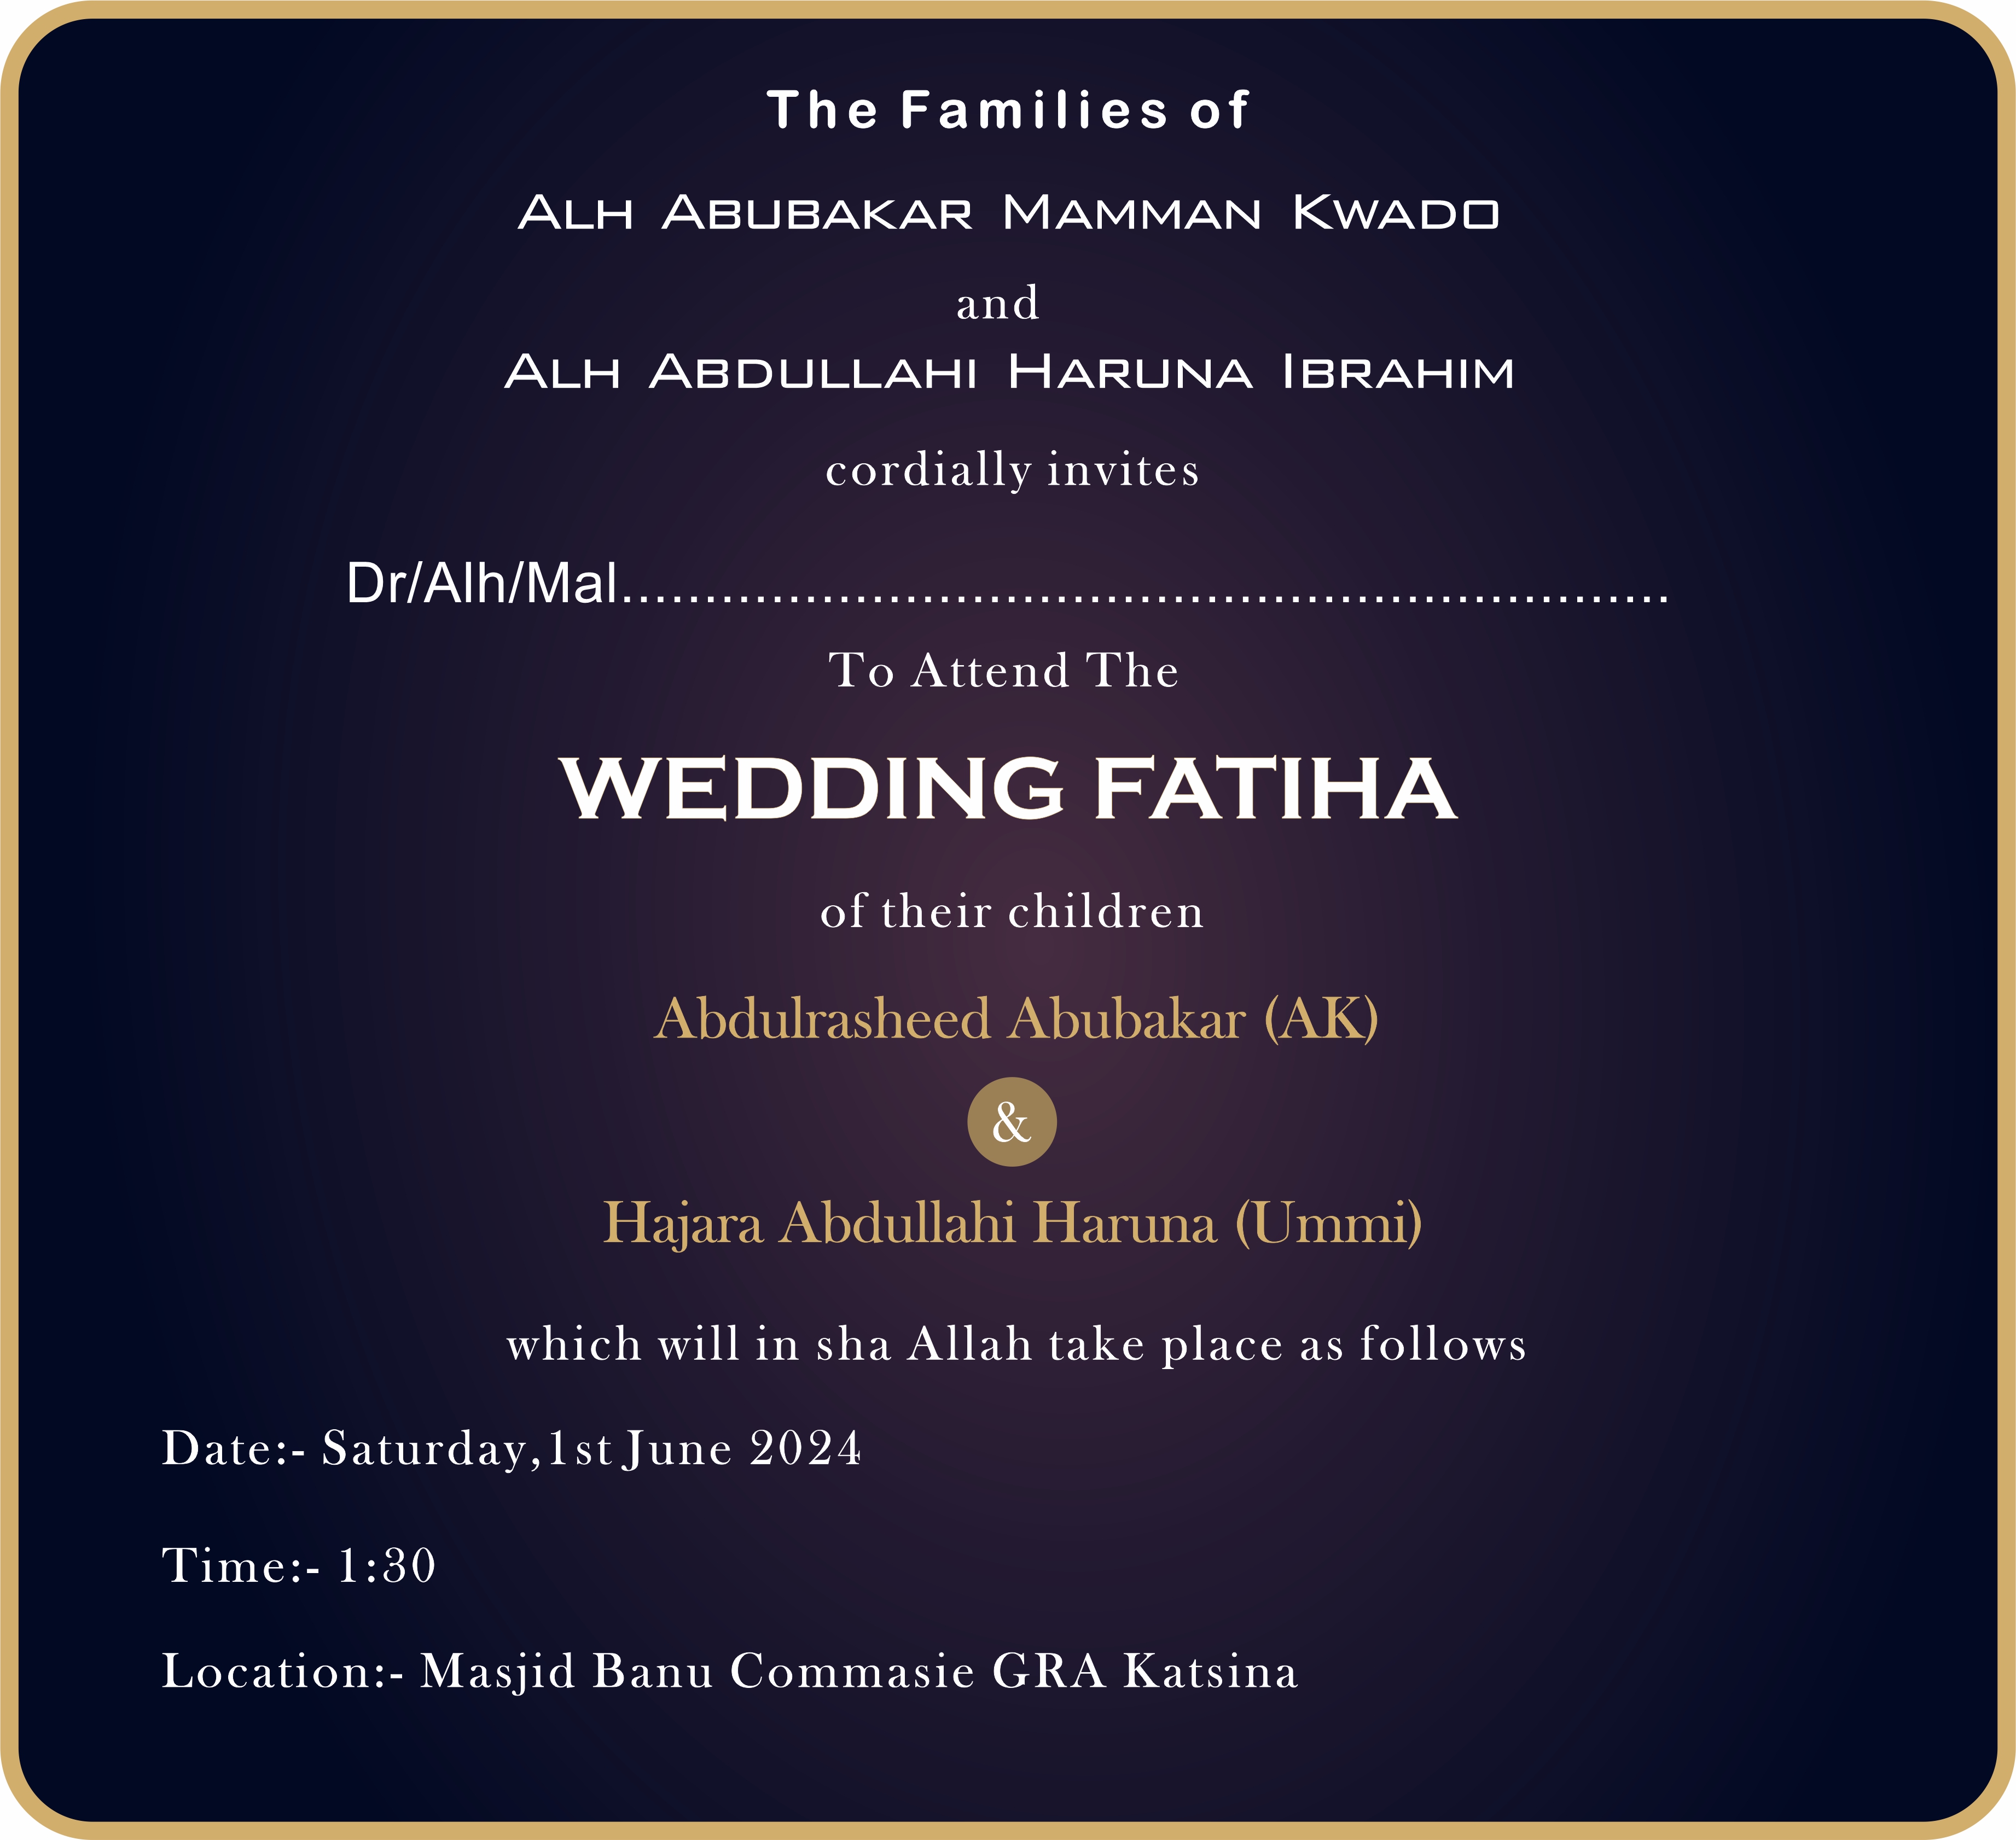 The Families of
Alh Abubakar Mamman Kwado
and
Alh Abdullahi Haruna Ibrahim
cordially invites
Dr/Alh/Mal...............................................................
To Attend The
WEDDING FATIHA
of their children
Abdulrasheed Abubakar (AK)
&
Hajara Abdullahi Haruna (Ummi)
which will in sha Allah take place as follows
Date:- Saturday,1st June 2024
Time:- 1:30
Location:- Masjid Banu Commasie GRA Katsina